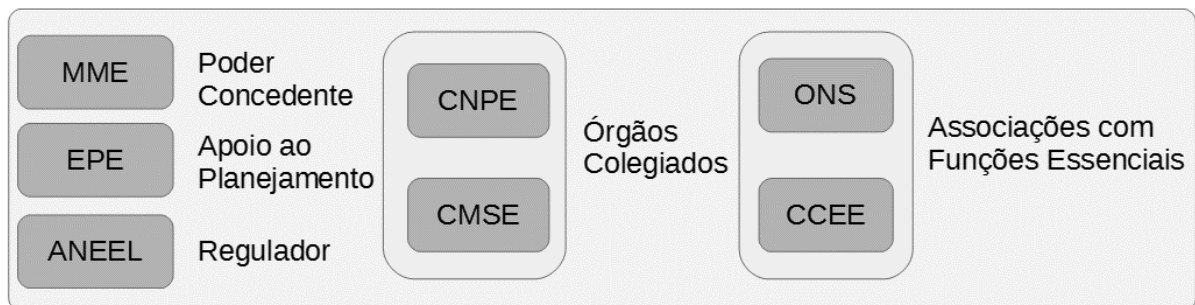 MME
Poder
Concedente
EPE
Apoio ao
Planejamento
ANEEL
Regulador
CNPE
CMSE
Órgãos
Colegiados
ONS
CCEE
Associações com
Funções Essenciais